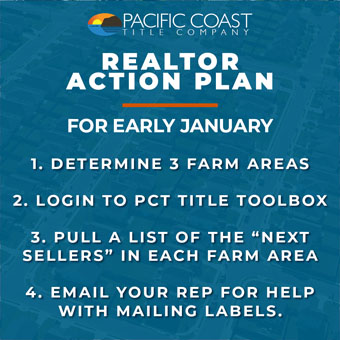 PACIFIC COAST
TITLE COMPANY
REALTOR
ACTION PLAN
FOR EARLY JANUARY
1. DETERMINE 3 FARM AREAS
2. LOGIN TO PCT TITLE TOOLBOX
3. PULL A LIST OF THE “NEXT
SELLERS” IN EACH FARM AREA
4. EMAIL YOUR REP FOR HELP
WITH MAILING LABELS.